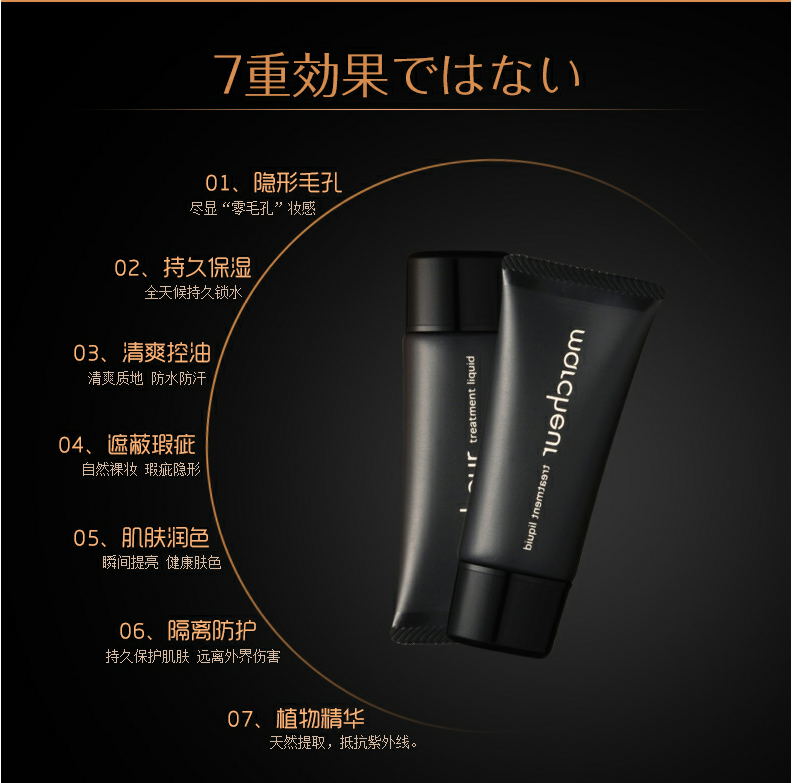 7重効果ではない
01、隐形毛孔
尽显“零毛孔”妆感
02、持久保湿
全天候持久锁水
03、清爽控油
清爽质地 防水防汗
04、遮蔽瑕疵
自然裸妆 瑕疵隐形
05、肌肤润色
瞬间提亮 健康肤色
06、隔离防护
持久保护肌肤 远离外界伤害
07、植物精华
天然提取，抵抗紫外线。
treatment liquid
marcheur treatment liquid